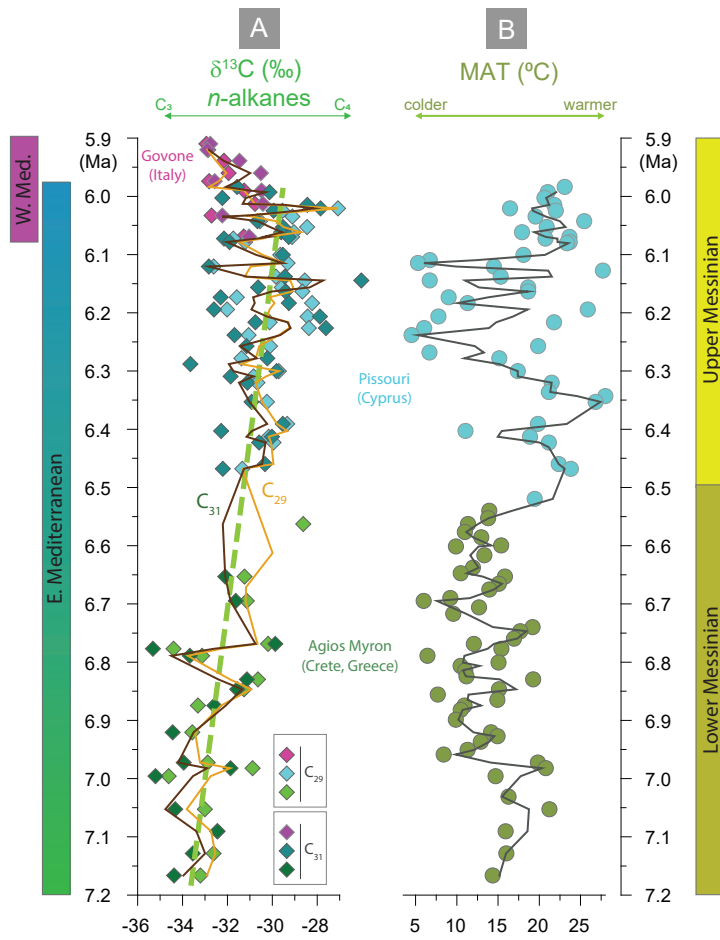 A
B
δ¹³C (‰)
n-alkanes
MAT (ºC)
C₃
C₄
colder
warmer
W. Med.
E. Mediterranean
5.9
(Ma)
6.0
6.1
6.2
6.3
6.4
6.5
6.6
6.7
6.8
6.9
7.0
7.1
7.2
Govone
(Italy)
C₃₁
C₂₉
Pissouri
(Cyprus)
Agios Myron
(Crete, Greece)
C₂₉
C₃₁
-36
-34
-32
-30
-28
5
10
15
20
25
5.9
(Ma)
6.0
6.1
6.2
6.3
6.4
6.5
6.6
6.7
6.8
6.9
7.0
7.1
7.2
Upper Messinian
Lower Messinian